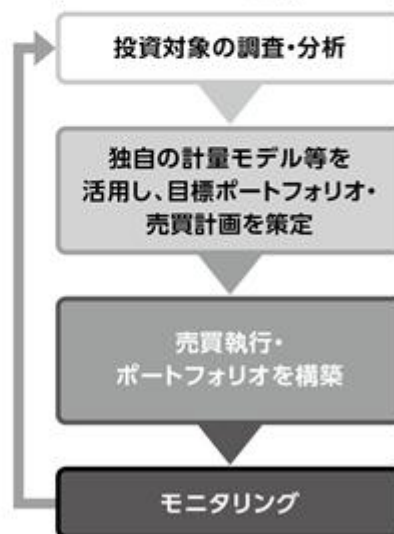 投資対象の調査・分析
独自の計量モデル等を
活用し、目標ポートフォリオ・
売買計画を策定
売買執行・
ポートフォリオを構築
モニタリング